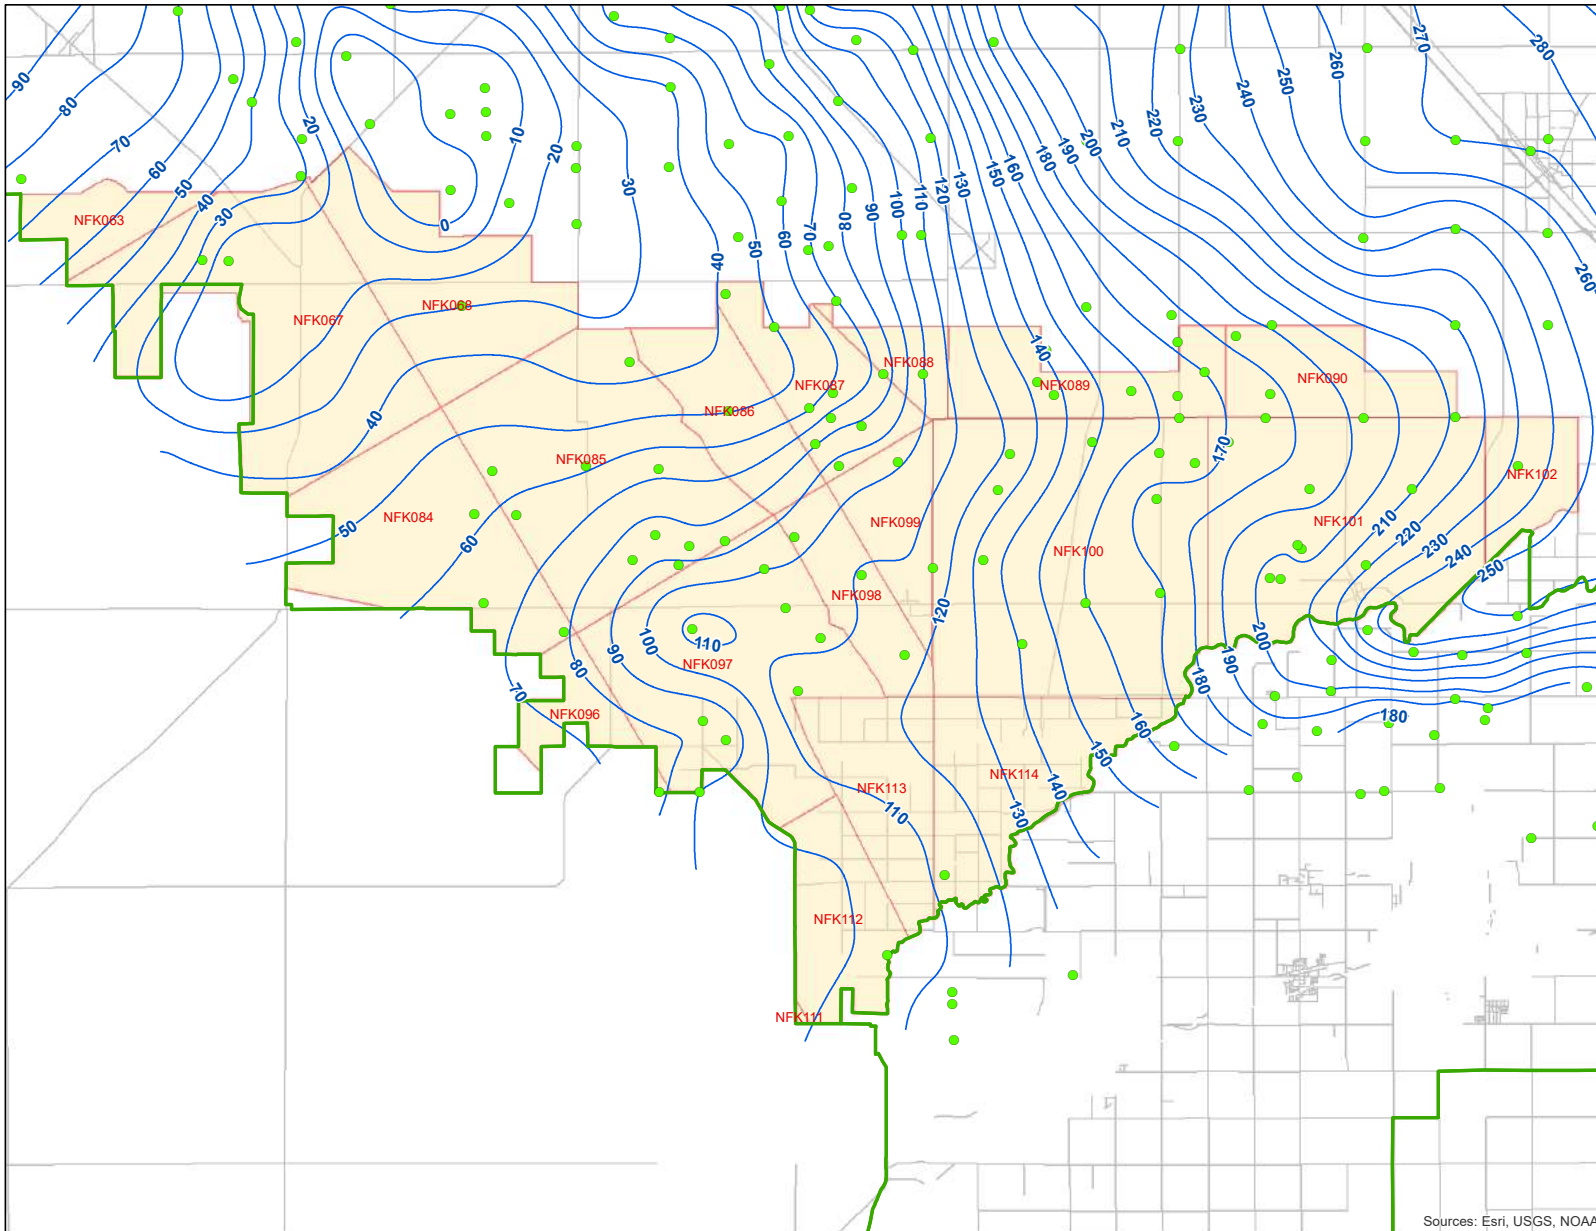 270
280
90
260
250
240
80
230
220
210
20
10
200
70
190
20
180
60
160
150
130
50
30
120
110
100
40
90
30
80
NFK063
0
70
60
50
40
260
NFK068
NFK067
140
NFK088
NFK087
NFK089
NFK090
NFK086
40
170
NFK085
NFK102
NFK084
50
NFK099
NFK101
210
220
230
60
NFK100
240
250
NFK098
120
100
110
90
200
NFK097
190
80
180
70
NFK096
180
160
150
NFK114
NFK113
140
110
130
NFK112
NFK111
Sources: Esri, USGS, NOAA